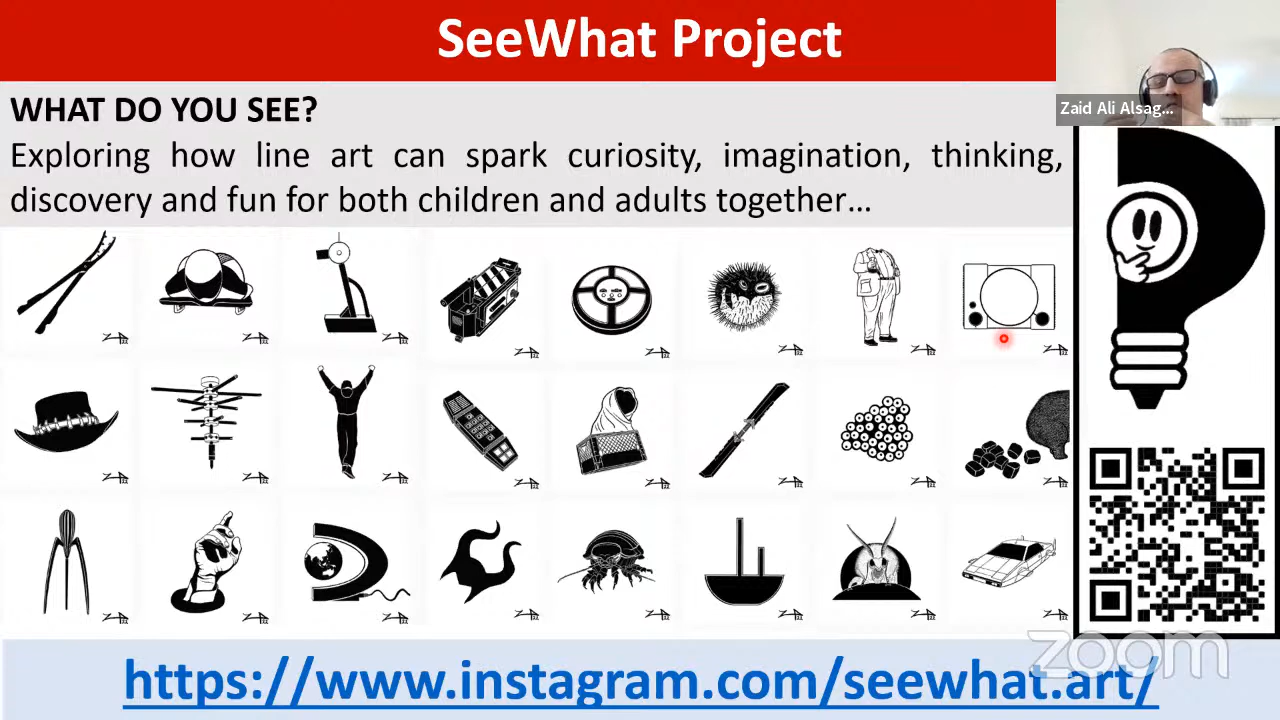 SeeWhat Project
Zaid Ali Alsag...
WHAT DO YOU SEE?
Exploring how line art can spark curiosity, imagination, thinking,
discovery and fun for both children and adults together...
zoom
https://www.instagram.com/seewhat.art/